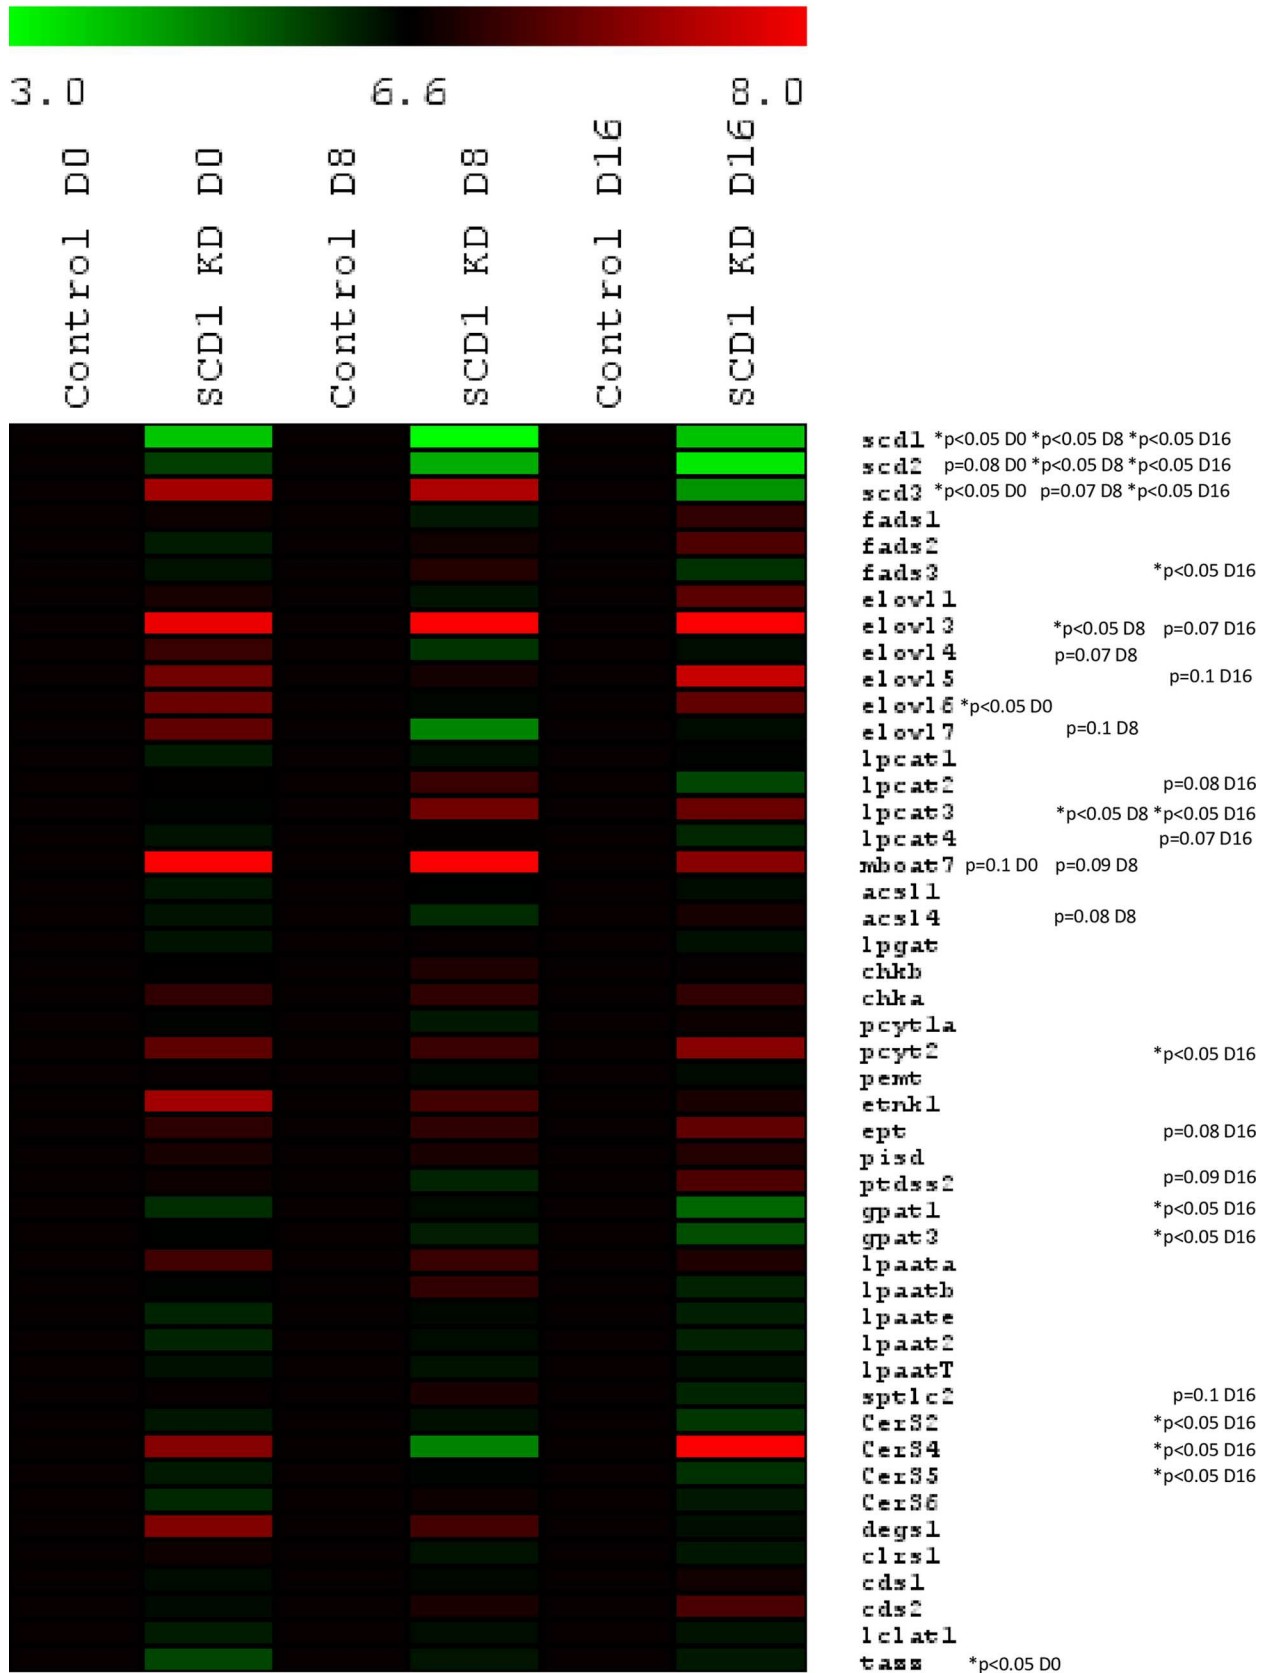 3.0 6.6 8.0
Control D0
SCD1 KD D0
Control D8
SCD1 KD D8
Control D16
SCD1 KD D16
scd1 *p<0.05 D0 *p<0.05 D8 *p<0.05 D16
scd2 p=0.08 D0 *p<0.05 D8 *p<0.05 D16
scd3 *p<0.05 D0 p=0.07 D8 *p<0.05 D16
fads1
fads2
fads3 *p<0.05 D16
elovl1
elovl3 *p<0.05 D8 p=0.07 D16
elovl4 p=0.07 D8
elovl5 p=0.1 D16
elovl6 *p<0.05 D0
elovl7 p=0.1 D8
lpcat1
lpcat2 p=0.08 D16
lpcat3 *p<0.05 D8 *p<0.05 D16
lpcat4 p=0.07 D16
mboat7 p=0.1 D0 p=0.09 D8
acsl1
acsl4 p=0.08 D8
lpgat
chkb
chka
pcyt1a
pcyt2 *p<0.05 D16
pemt
etnk1
ept p=0.08 D16
pisd
ptdss2 p=0.09 D16
gpat1 *p<0.05 D16
gpat3 *p<0.05 D16
lpaata
lpaatb
lpaate
lpaat2
lpaatT
sptlc2 p=0.1 D16
CerS2 *p<0.05 D16
CerS4 *p<0.05 D16
CerS5 *p<0.05 D16
CerS6
degs1
clrs1
cds1
cds2
lclat1
tazz *p<0.05 D0